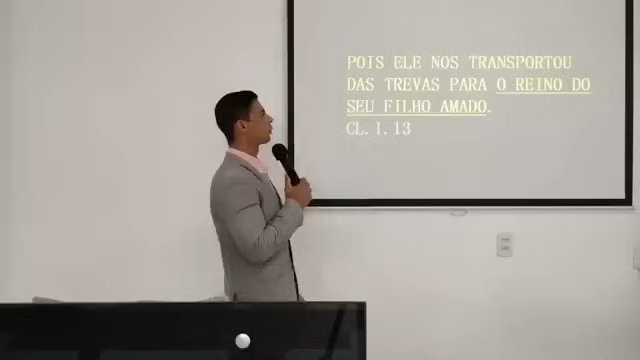 POIS ELE NOS TRANSPORTOU
DAS TREVAS PARA O REINO DO
SEU FILHO AMADO.
CL.1.13